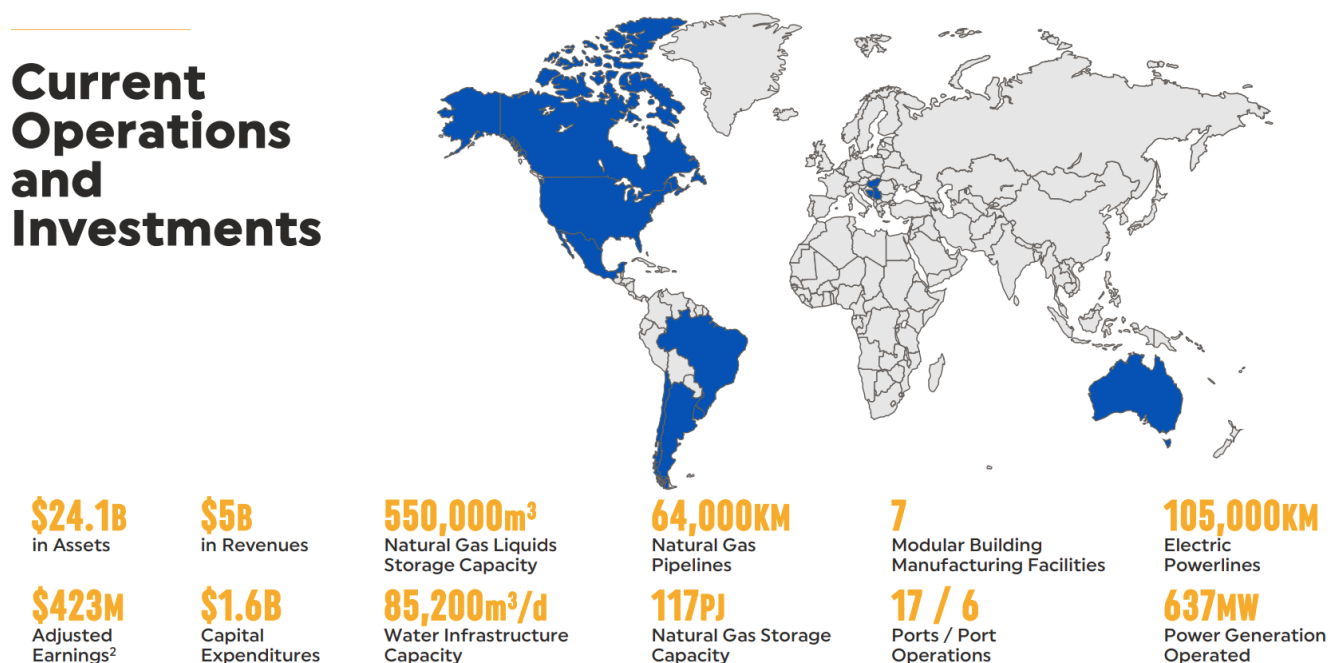 Current
Operations
and
Investments
$24.1B
in Assets
$5B
in Revenues
550,000m³
Natural Gas Liquids
Storage Capacity
64,000KM
Natural Gas
Pipelines
7
Modular Building
Manufacturing Facilities
105,000KM
Electric
Powerlines
$423M
Adjusted
Earnings²
$1.6B
Capital
Expenditures
85,200m³/d
Water Infrastructure
Capacity
117PJ
Natural Gas Storage
Capacity
17 / 6
Ports / Port
Operations
637MW
Power Generation
Operated